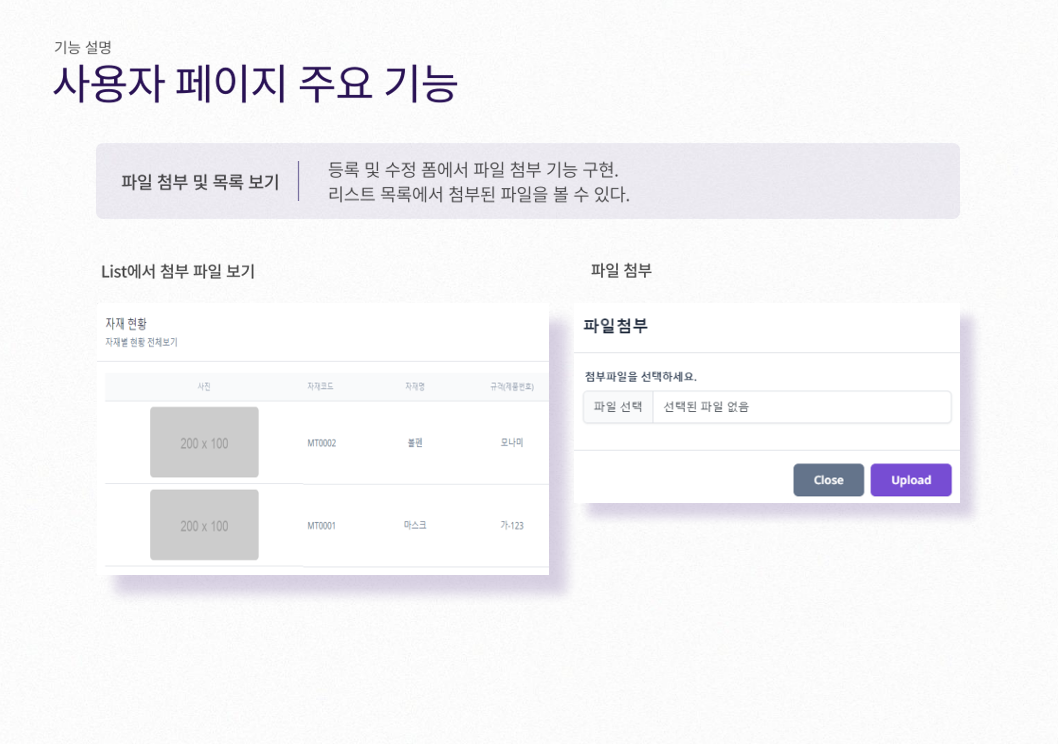 기능 설명
사용자 페이지 주요 기능
파일 첨부 및 목록 보기
등록 및 수정 폼에서 파일 첨부 기능 구현.
리스트 목록에서 첨부된 파일을 볼 수 있다.
List에서 첨부 파일 보기
자재 현황
자재별 현황 전체보기
사진 자재코드 자재명 규격(제품번호)
200 x 100 MT0002 볼펜 모나미
200 x 100 MT0001 마스크 가-123
파일 첨부
파일첨부
첨부파일을 선택하세요.
파일 선택 선택된 파일 없음
Close Upload